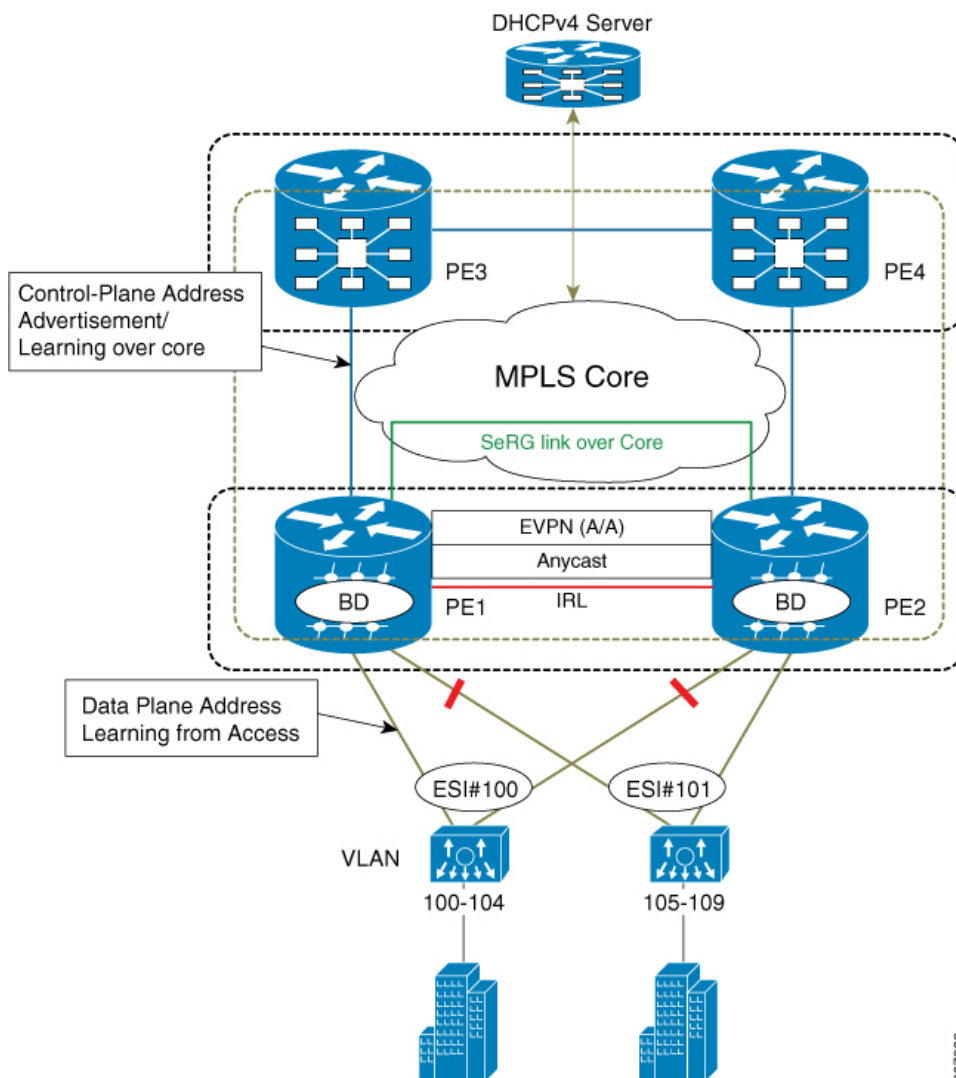 DHCPv4 Server
PE3
PE4
Control-Plane Address
Advertisement/
Learning over core
MPLS Core
SeRG link over Core
EVPN (A/A)
Anycast
IRL
BD
PE1
BD
PE2
Data Plane Address
Learning from Access
ESI#100
ESI#101
VLAN
100-104
105-109